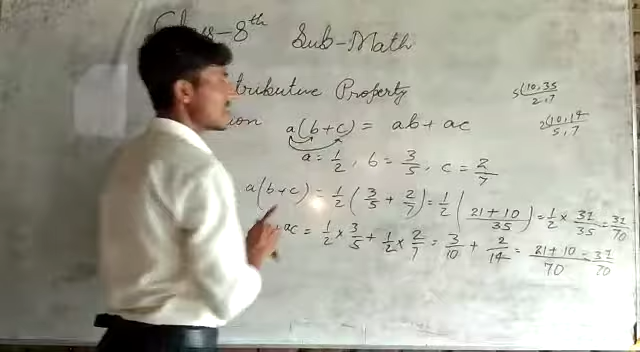 Class-8th
Sub-Math
tributive Property
ion a(b+c) = ab + ac
a = 1/2, b = 3/5, c = 2/7
a(b+c) = 1/2 (3/5 + 2/7) = 1/2 (21+10/35) = 1/2 × 31/35 = 31/70
+ac = 1/2 × 3/5 + 1/2 × 2/7 = 3/10 + 2/14 = 21+10/70 = 31/70
5 10,35
2,7
2 10,14
5,7